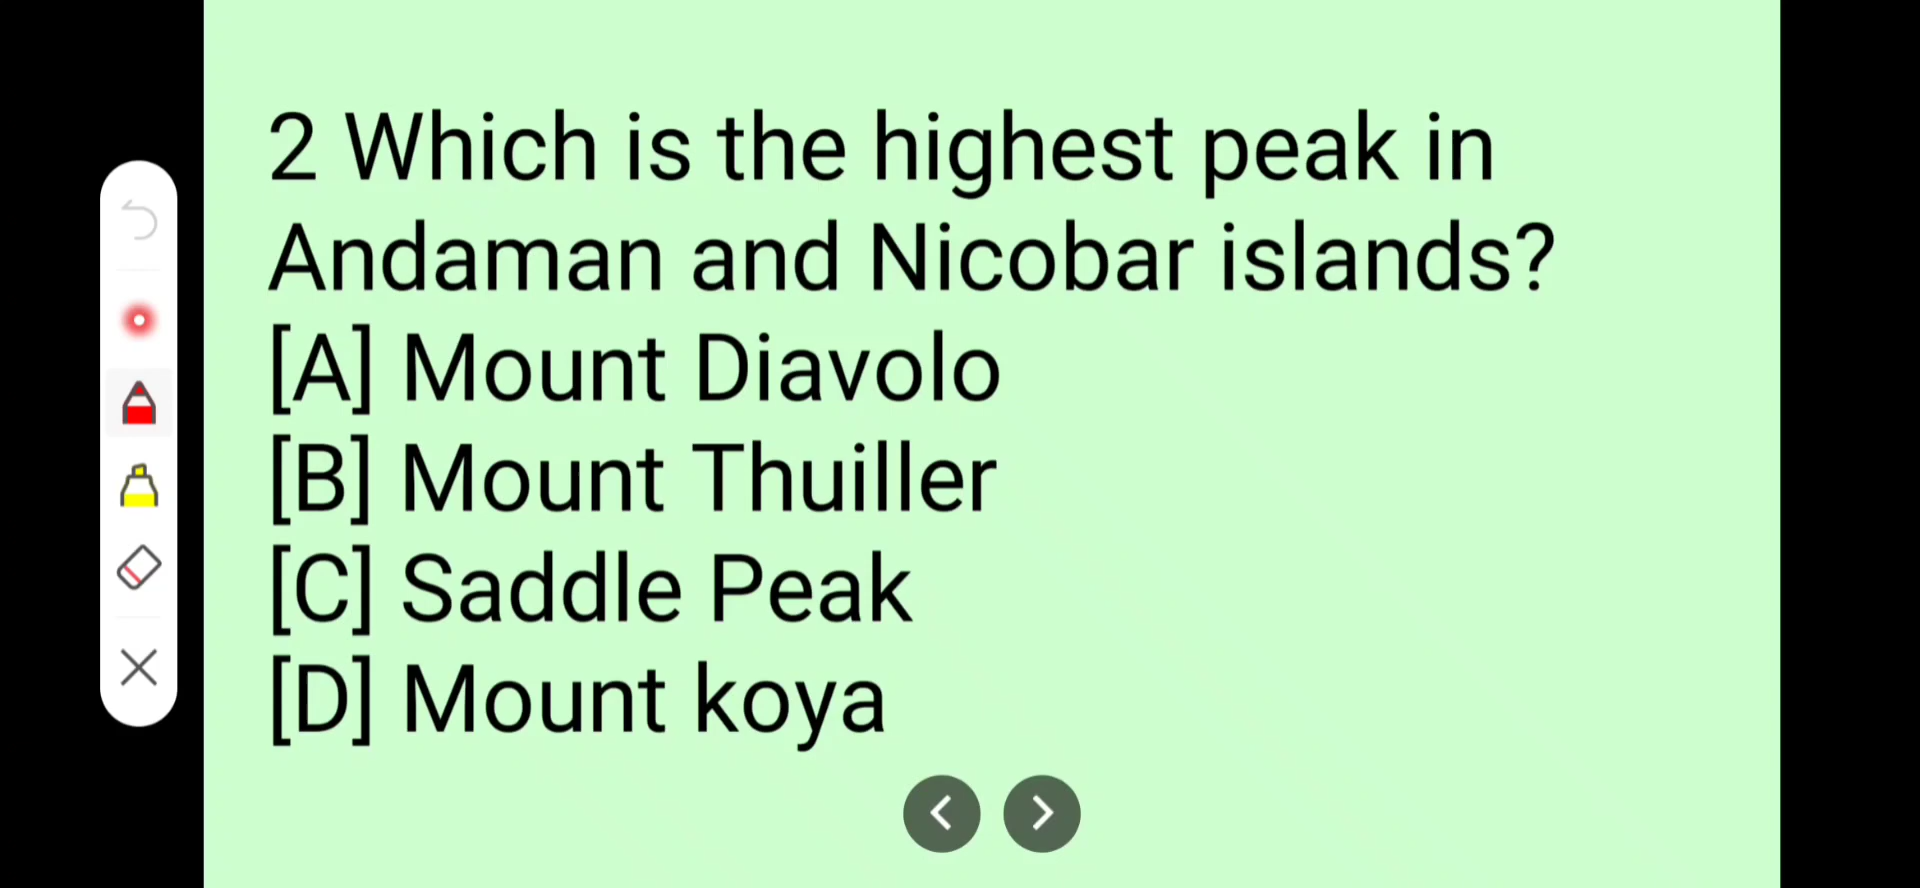 2 Which is the highest peak in
Andaman and Nicobar islands?
[A] Mount Diavolo
[B] Mount Thuiller
[C] Saddle Peak
[D] Mount koya